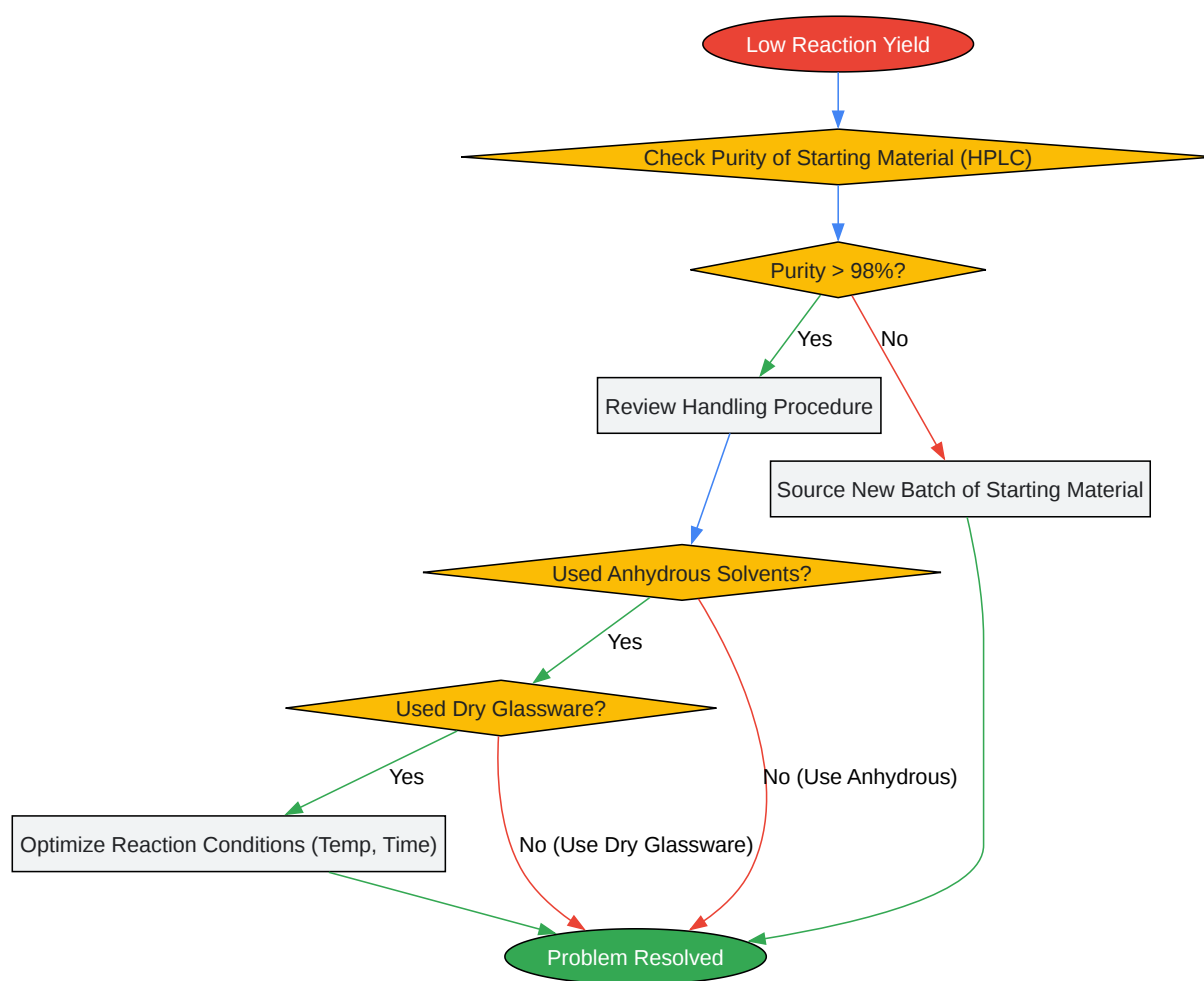 Low Reaction Yield
Check Purity of Starting Material (HPLC)
Purity > 98%?
Yes
No
Review Handling Procedure
Source New Batch of Starting Material
Used Anhydrous Solvents?
Yes
Used Dry Glassware?
Yes
No (Use Anhydrous)
Optimize Reaction Conditions (Temp, Time)
No (Use Dry Glassware)
Problem Resolved